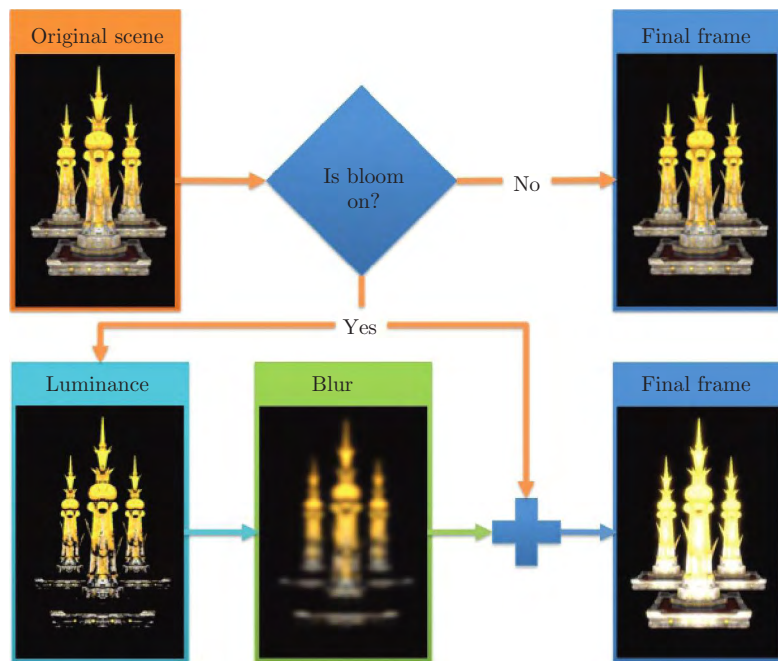 Original scene
Final frame
Is bloom
on?
No
Yes
Luminance
Blur
Final frame